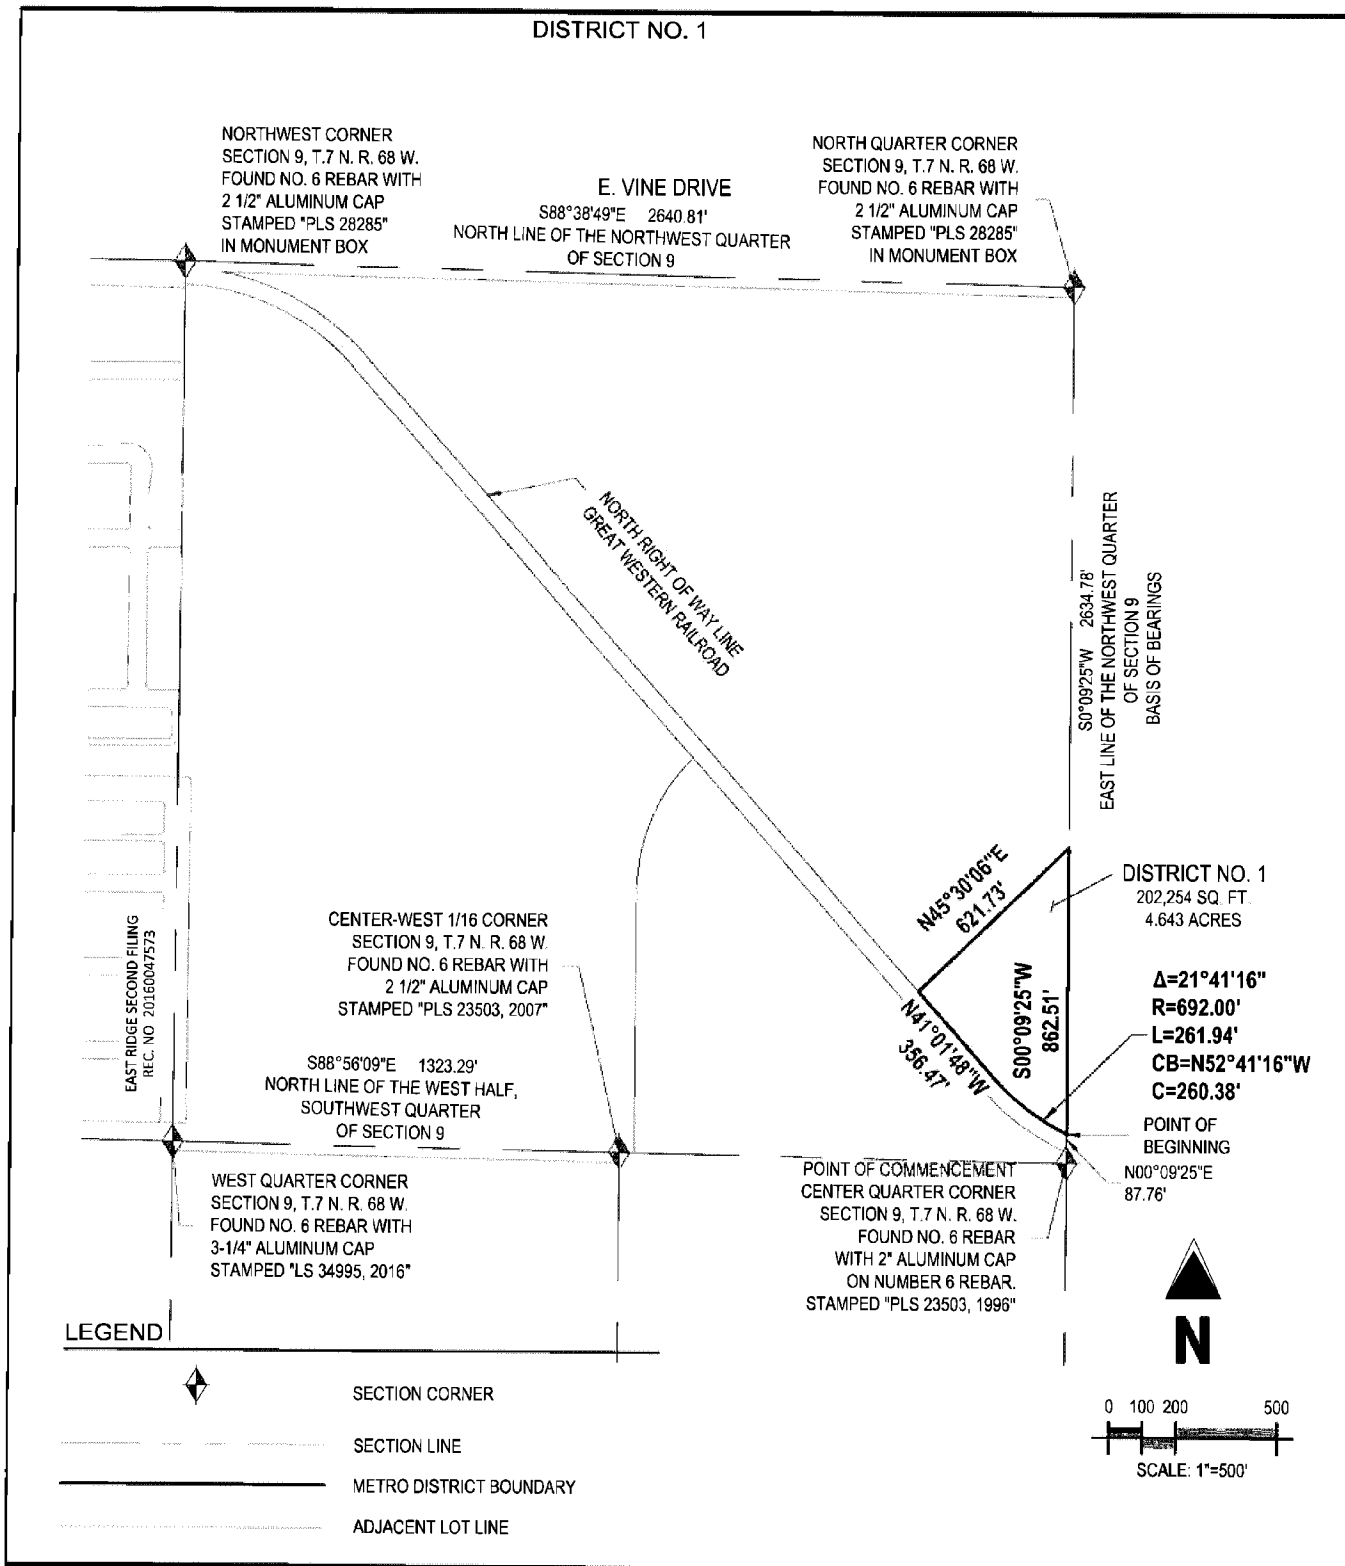 DISTRICT NO. 1
NORTHWEST CORNER
SECTION 9, T.7 N. R. 68 W.
FOUND NO. 6 REBAR WITH
2 1/2" ALUMINUM CAP
STAMPED "PLS 28285"
IN MONUMENT BOX
E. VINE DRIVE
S88°38'49"E 2640.81'
NORTH LINE OF THE NORTHWEST QUARTER
OF SECTION 9
NORTH QUARTER CORNER
SECTION 9, T.7 N. R. 68 W.
FOUND NO. 6 REBAR WITH
2 1/2" ALUMINUM CAP
STAMPED "PLS 28285"
IN MONUMENT BOX
NORTH RIGHT OF WAY LINE
GREAT WESTERN RAILROAD
S0°09'25"W 2634.78'
EAST LINE OF THE NORTHWEST QUARTER
OF SECTION 9
BASIS OF BEARINGS
N45°30'06"E
621.73'
DISTRICT NO. 1
202,254 SQ. FT.
4.643 ACRES
S00°09'25"W
862.51'
N41°01'48"W
356.47'
Δ=21°41'16"
R=692.00'
L=261.94'
CB=N52°41'16"W
C=260.38'
POINT OF
BEGINNING
N00°09'25"E
87.76'
EAST RIDGE SECOND FILING
REC. NO 20160047573
CENTER-WEST 1/16 CORNER
SECTION 9, T.7 N. R. 68 W.
FOUND NO. 6 REBAR WITH
2 1/2" ALUMINUM CAP
STAMPED "PLS 23503, 2007"
S88°56'09"E 1323.29'
NORTH LINE OF THE WEST HALF,
SOUTHWEST QUARTER
OF SECTION 9
WEST QUARTER CORNER
SECTION 9, T.7 N. R. 68 W.
FOUND NO. 6 REBAR WITH
3-1/4" ALUMINUM CAP
STAMPED "LS 34995, 2016"
POINT OF COMMENCEMENT
CENTER QUARTER CORNER
SECTION 9, T.7 N. R. 68 W.
FOUND NO. 6 REBAR
WITH 2" ALUMINUM CAP
ON NUMBER 6 REBAR.
STAMPED "PLS 23503, 1996"
N
0 100 200 500
SCALE: 1"=500'
LEGEND
SECTION CORNER
SECTION LINE
METRO DISTRICT BOUNDARY
ADJACENT LOT LINE